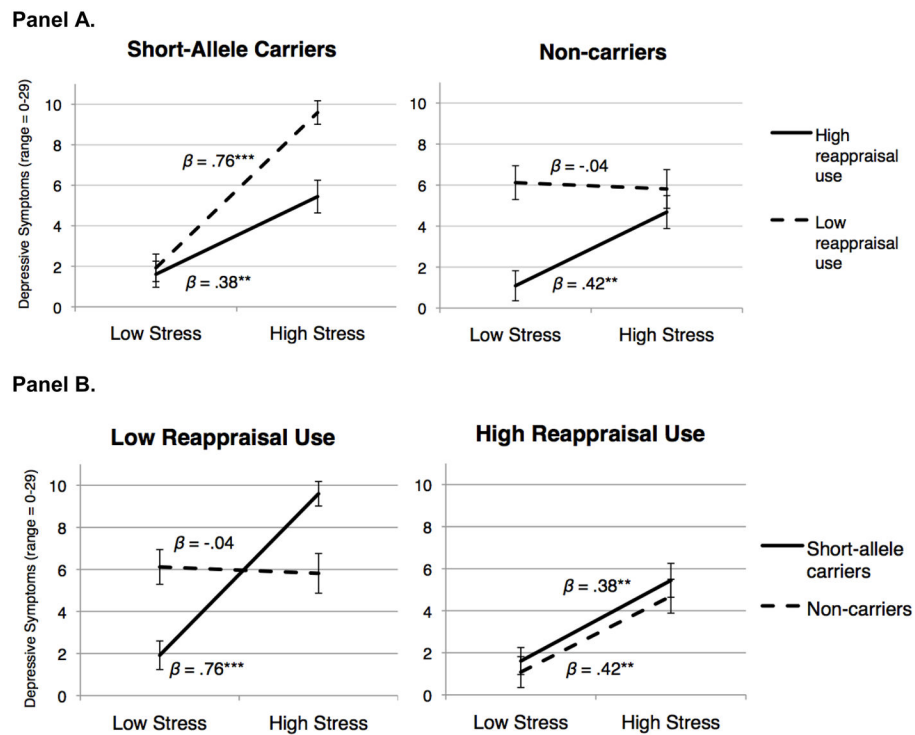 Panel A.
Short-Allele Carriers
Non-carriers
Depressive Symptoms (range = 0-29)
10
8
6
4
2
0
β = .76***
β = .38**
Low Stress
High Stress
10
8
6
4
2
0
β = -.04
β = .42**
Low Stress
High Stress
High
reappraisal
use
Low
reappraisal
use
Panel B.
Low Reappraisal Use
High Reappraisal Use
Depressive Symptoms (range = 0-29)
10
8
6
4
2
0
β = -.04
β = .76***
Low Stress
High Stress
10
8
6
4
2
0
β = .38**
β = .42**
Low Stress
High Stress
Short-allele
carriers
Non-carriers